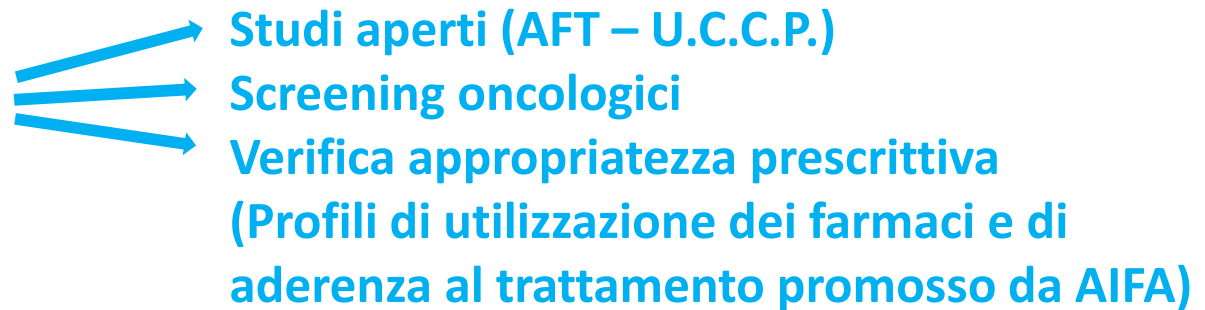 Studi aperti (AFT – U.C.C.P.)
Screening oncologici
Verifica appropriatezza prescrittiva
(Profili di utilizzazione dei farmaci e di
aderenza al trattamento promosso da AIFA)